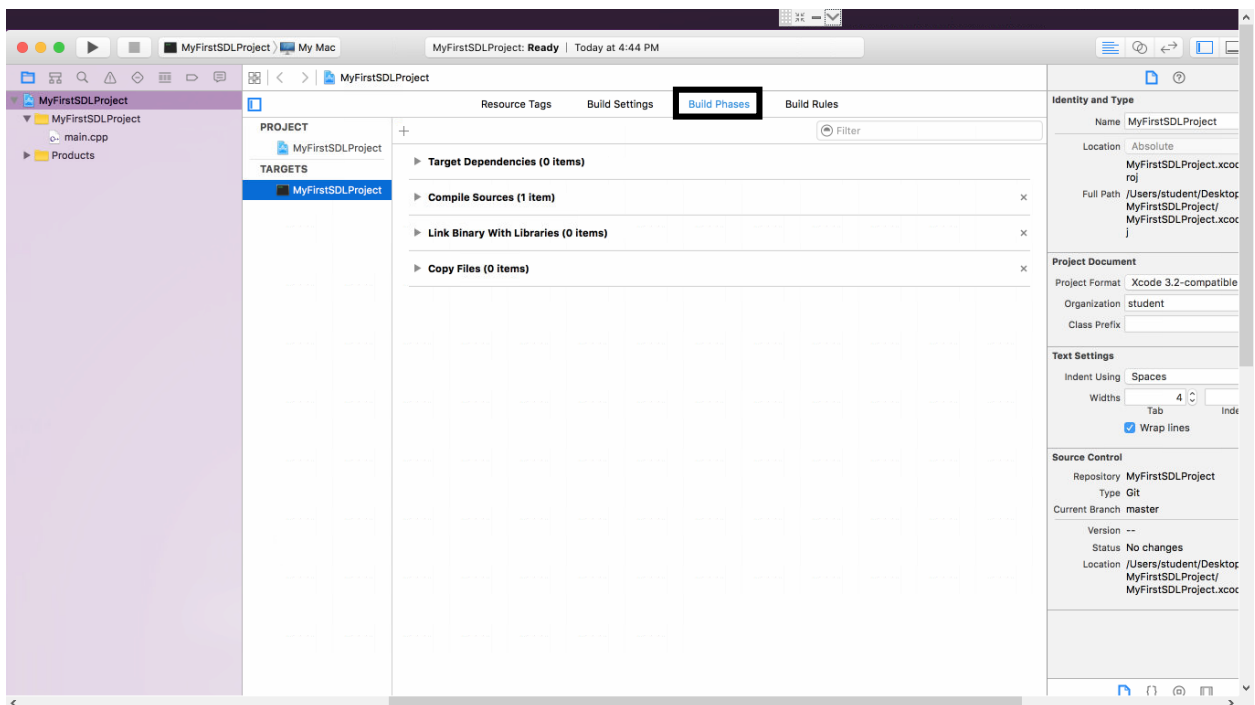 MyFirstSDLProject
My Mac
MyFirstSDLProject: Ready | Today at 4:44 PM
MyFirstSDLProject
MyFirstSDLProject
MyFirstSDLProject
main.cpp
Products
Resource Tags
Build Settings
Build Phases
Build Rules
PROJECT
MyFirstSDLProject
TARGETS
MyFirstSDLProject
Filter
Target Dependencies (0 items)
Compile Sources (1 item)
Link Binary With Libraries (0 items)
Copy Files (0 items)
Identity and Type
Name MyFirstSDLProject
Location Absolute
MyFirstSDLProject.xcod
roj
Full Path /Users/student/Desktop
MyFirstSDLProject/
MyFirstSDLProject.xcod
j
Project Document
Project Format Xcode 3.2-compatible
Organization student
Class Prefix
Text Settings
Indent Using Spaces
Widths 4
Tab Inde
Wrap lines
Source Control
Repository MyFirstSDLProject
Type Git
Current Branch master
Version --
Status No changes
Location /Users/student/Desktop
MyFirstSDLProject/
MyFirstSDLProject.xcod